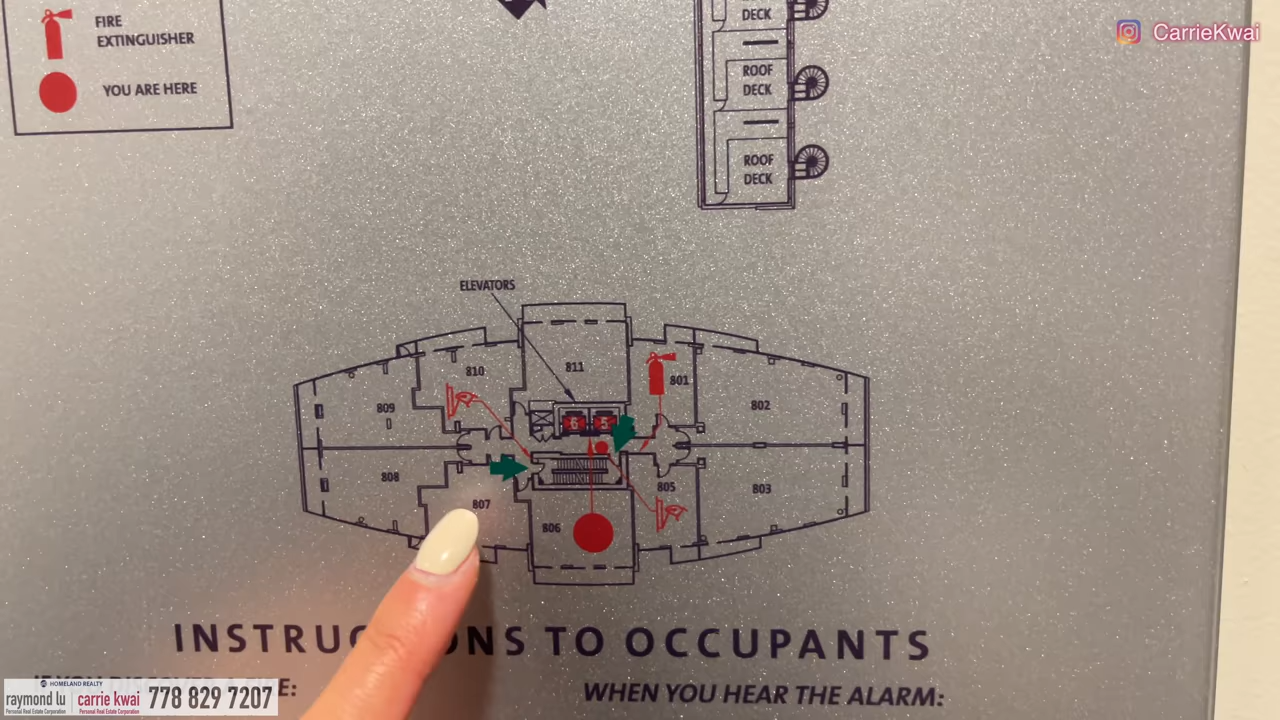 CarrieKwai
FIRE
EXTINGUISHER
YOU ARE HERE
DECK
ROOF
DECK
ROOF
DECK
ELEVATORS
811
810
801
809
802
6
5
808
807
805
803
806
INSTRUC ONS TO OCCUPANTS
WHEN YOU HEAR THE ALARM:
HOMELAND REALTY
raymond lu
Personal Real Estate Corporation
carrie kwai
Personal Real Estate Corporation
778 829 7207